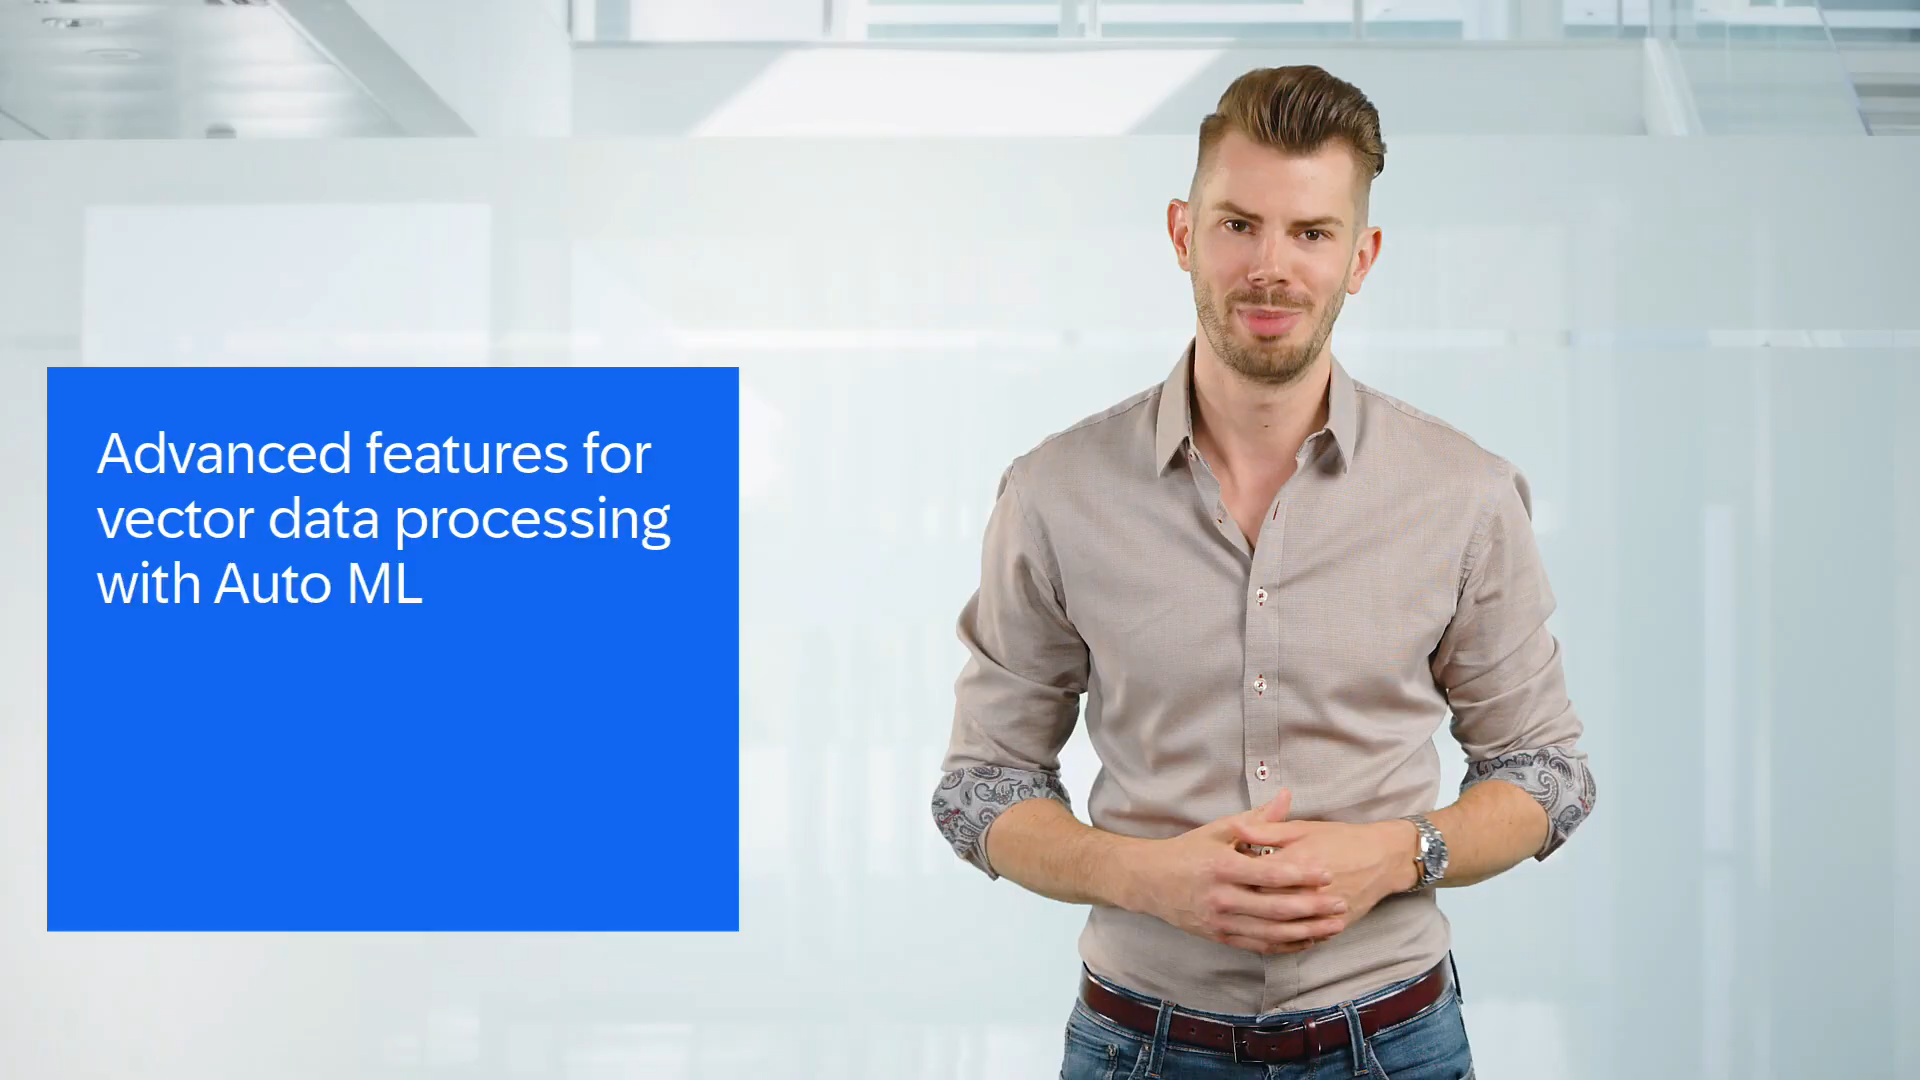 Advanced features for
vector data processing
with Auto ML